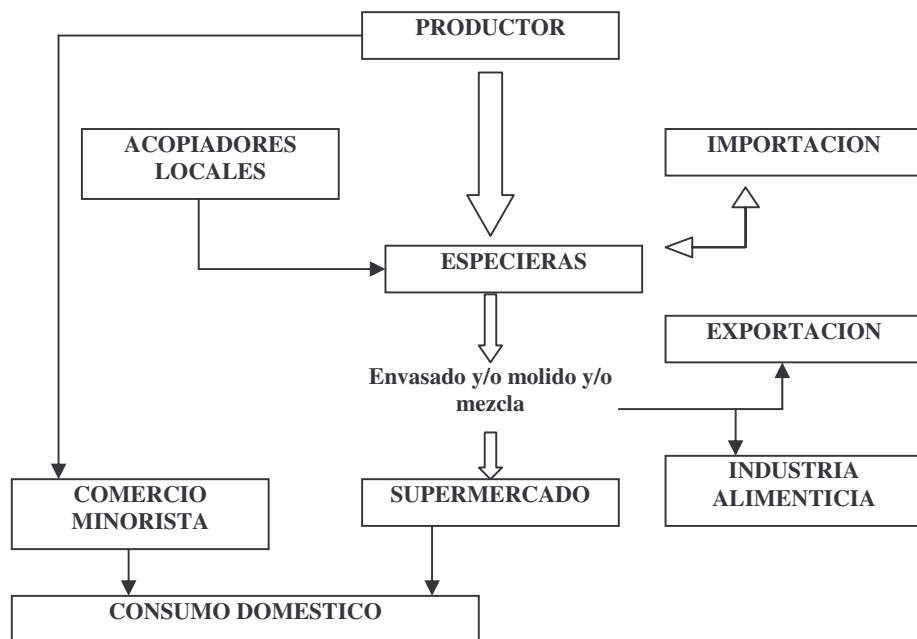 PRODUCTOR
ACOPIADORES
LOCALES
IMPORTACION
ESPECIERAS
EXPORTACION
Envasado y/o molido y/o
mezcla
COMERCIO
MINORISTA
SUPERMERCADO
INDUSTRIA
ALIMENTICIA
CONSUMO DOMESTICO